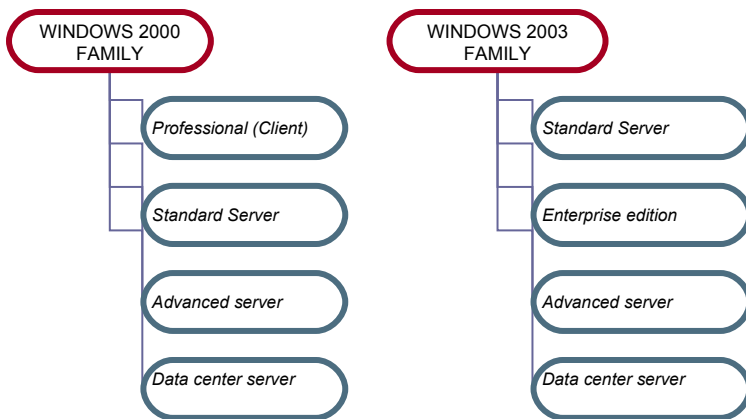 WINDOWS 2000
FAMILY
Professional (Client)
Standard Server
Advanced server
Data center server
WINDOWS 2003
FAMILY
Standard Server
Enterprise edition
Advanced server
Data center server